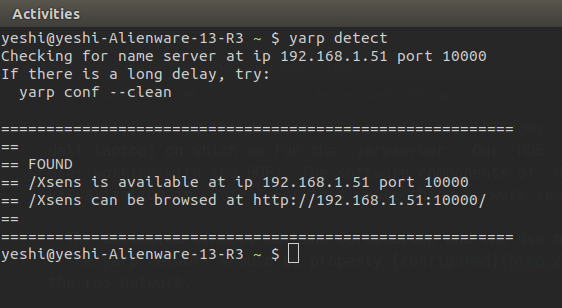 Activities
yeshi@yeshi-Alienware-13-R3 ~ $ yarp detect
Checking for name server at ip 192.168.1.51 port 10000
If there is a long delay, try:
  yarp conf --clean
=========================================================
==
== FOUND
== /Xsens is available at ip 192.168.1.51 port 10000
== /Xsens can be browsed at http://192.168.1.51:10000/
==
=========================================================
yeshi@yeshi-Alienware-13-R3 ~ $